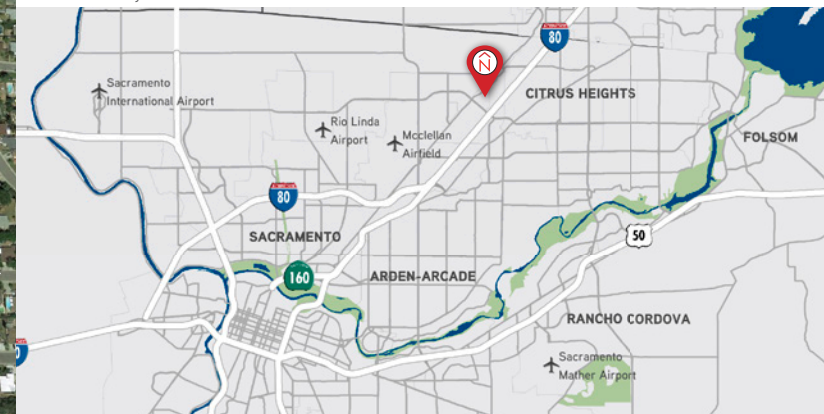 80
Sacramento
International Airport
CITRUS HEIGHTS
Rio Linda
Airport
Mcclellan
Airfield
FOLSOM
80
SACRAMENTO
50
160
ARDEN-ARCADE
RANCHO CORDOVA
Sacramento
Mather Airport